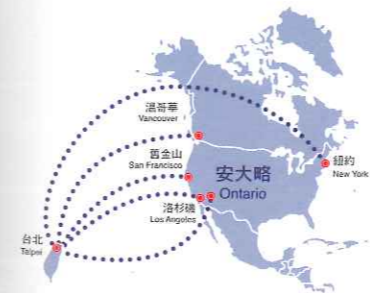 溫哥華
Vancouver
舊金山
San Francisco
安大略
Ontario
紐約
New York
洛杉磯
Los Angeles
台北
Taipei